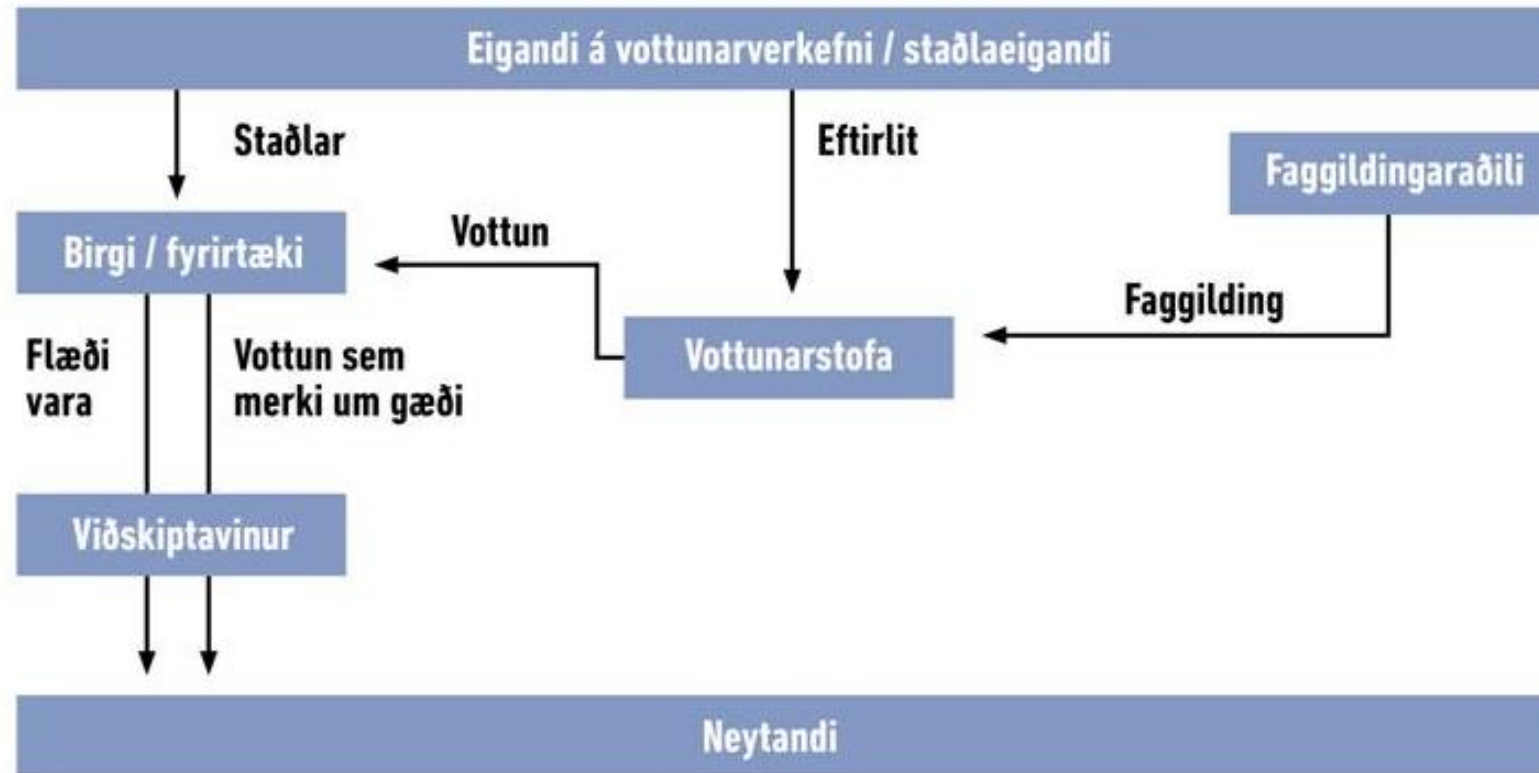 Eigandi á vottunarverkefni / staðlaeigandi
Staðlar
Eftirlit
Faggildingaraðili
Birgi / fyrirtæki
Vottun
Faggilding
Vottunarstofa
Flæði
vara
Vottun sem
merki um gæði
Viðskiptavinur
Neytandi